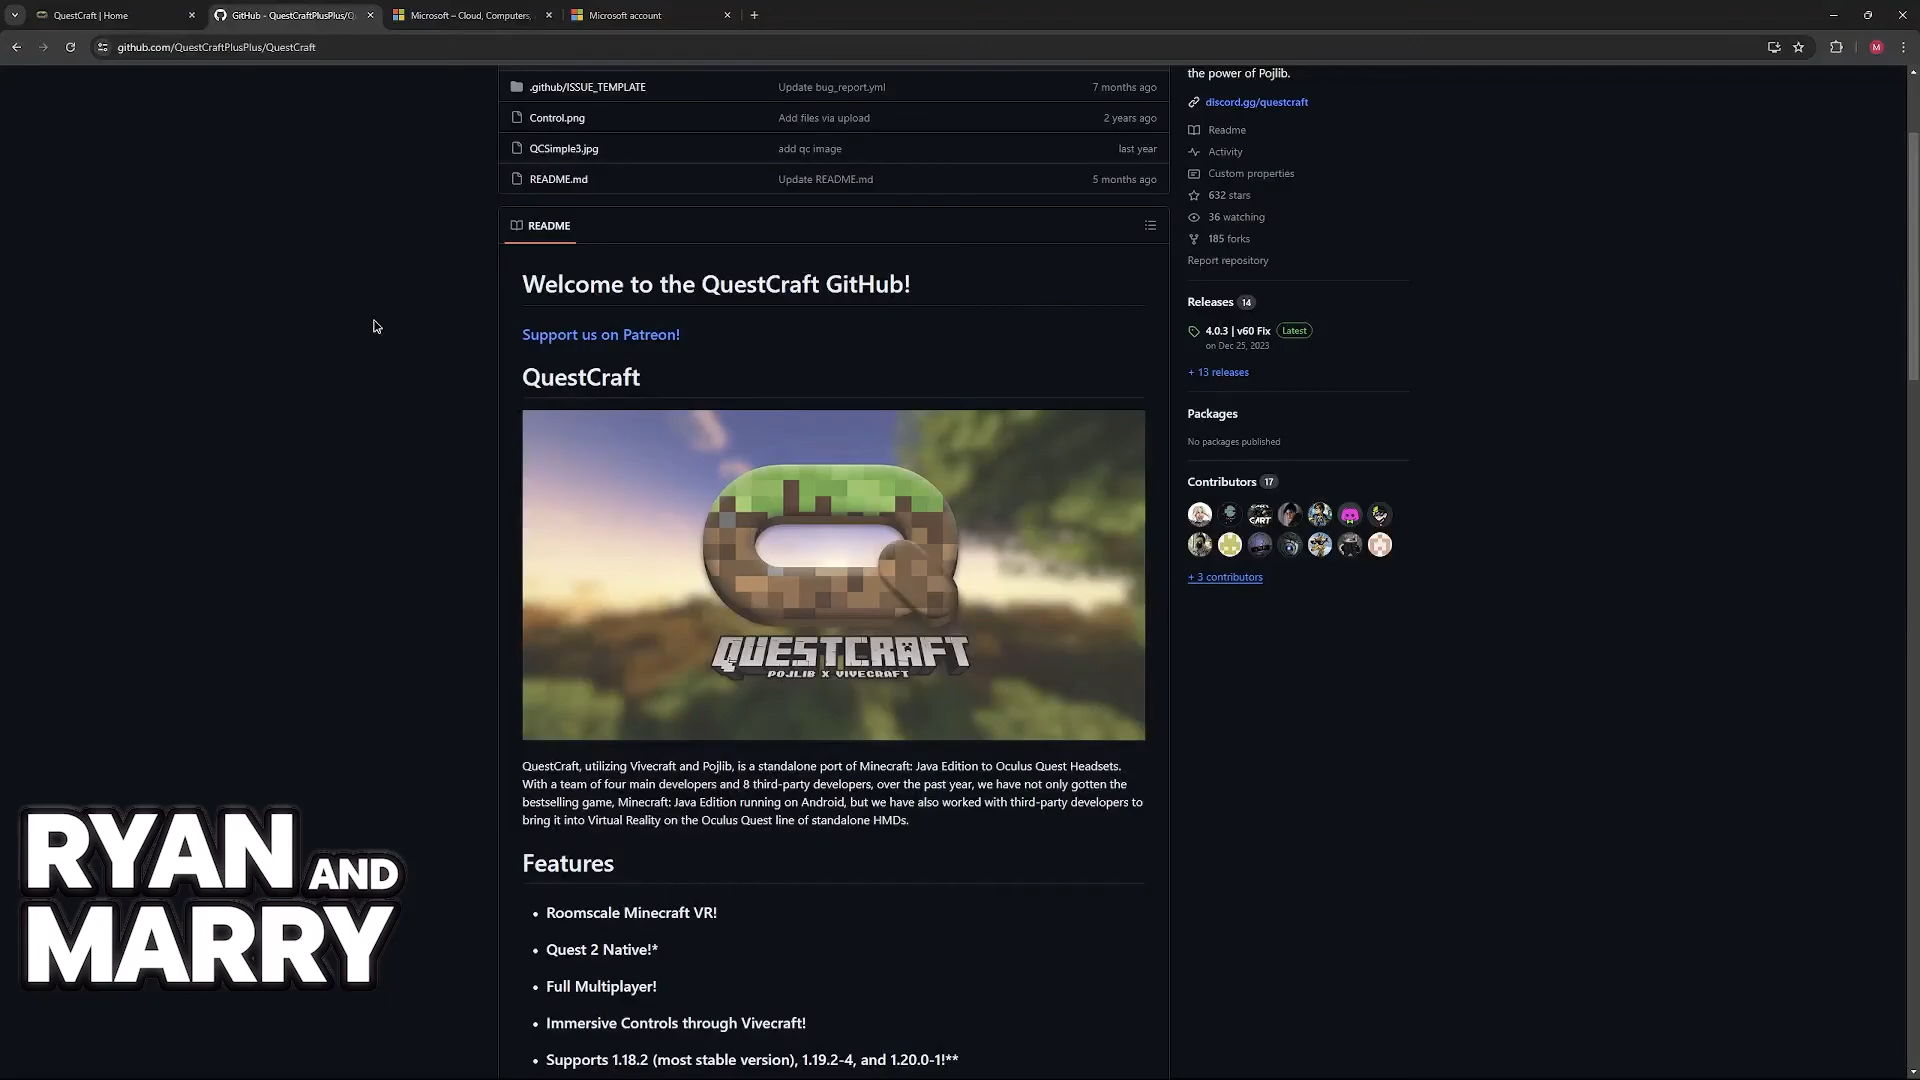 QuestCraft | Home
GitHub - QuestCraftPlusPlus/Q
Microsoft – Cloud, Computers,
Microsoft account
github.com/QuestCraftPlusPlus/QuestCraft
M
.github/ISSUE_TEMPLATE Update bug_report.yml 7 months ago
Control.png Add files via upload 2 years ago
QCSimple3.jpg add qc image last year
README.md Update README.md 5 months ago
README
Welcome to the QuestCraft GitHub!
Support us on Patreon!
QuestCraft
QUESTCRAFT
POJLIB X VIVECRAFT
QuestCraft, utilizing Vivecraft and Pojlib, is a standalone port of Minecraft: Java Edition to Oculus Quest Headsets.
With a team of four main developers and 8 third-party developers, over the past year, we have not only gotten the
bestselling game, Minecraft: Java Edition running on Android, but we have also worked with third-party developers to
bring it into Virtual Reality on the Oculus Quest line of standalone HMDs.
Features
• Roomscale Minecraft VR!
• Quest 2 Native!*
• Full Multiplayer!
• Immersive Controls through Vivecraft!
• Supports 1.18.2 (most stable version), 1.19.2-4, and 1.20.0-1!**
the power of Pojlib.
discord.gg/questcraft
Readme
Activity
Custom properties
632 stars
36 watching
185 forks
Report repository
Releases 14
4.0.3 | v60 Fix Latest
on Dec 25, 2023
+ 13 releases
Packages
No packages published
Contributors 17
+ 3 contributors
RYAN AND
MARRY